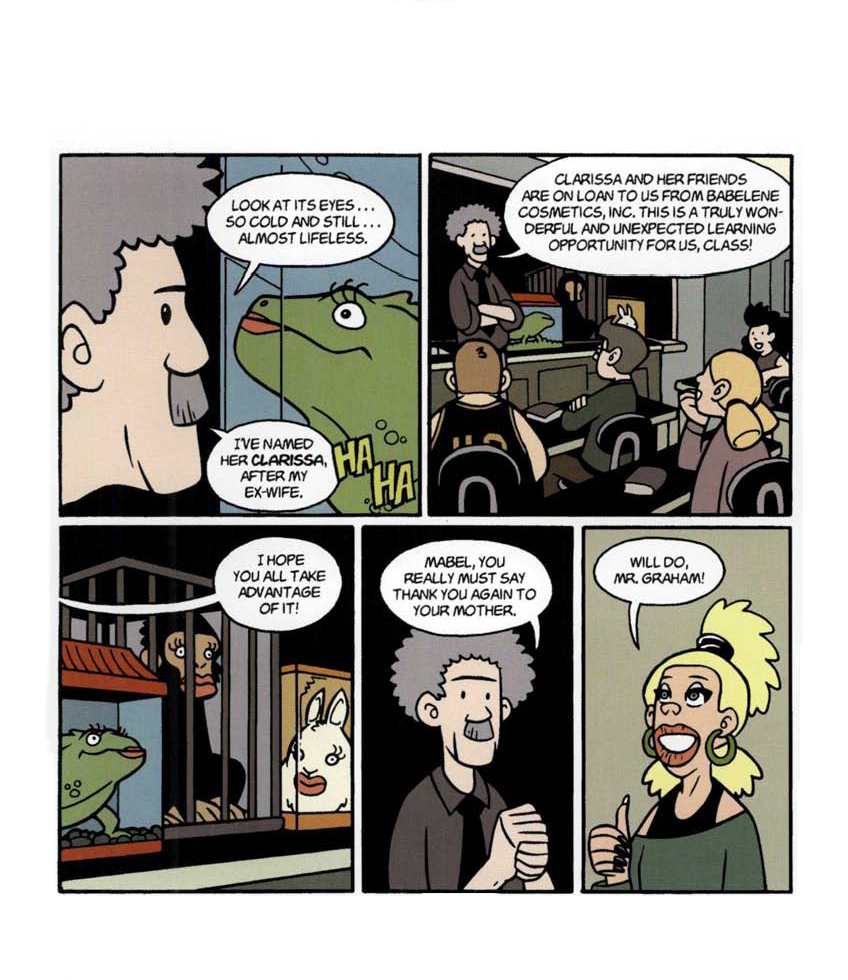 LOOK AT ITS EYES...
SO COLD AND STILL...
ALMOST LIFELESS.
I'VE NAMED
HER CLARISSA,
AFTER MY
EX-WIFE.
HA
HA
CLARISSA AND HER FRIENDS
ARE ON LOAN TO US FROM BABELENE
COSMETICS, INC. THIS IS A TRULY WON-
DERFUL AND UNEXPECTED LEARNING
OPPORTUNITY FOR US, CLASS!
3
I HOPE
YOU ALL TAKE
ADVANTAGE
OF IT!
MABEL, YOU
REALLY MUST SAY
THANK YOU AGAIN TO
YOUR MOTHER.
WILL DO,
MR. GRAHAM!